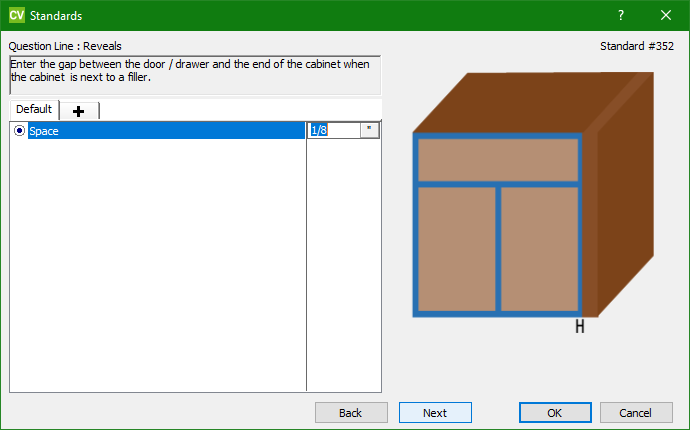 CV Standards ?
Question Line : Reveals
Standard #352
Enter the gap between the door / drawer and the end of the cabinet when
the cabinet is next to a filler.
Default
Space 1/8 "
H
Back Next OK Cancel